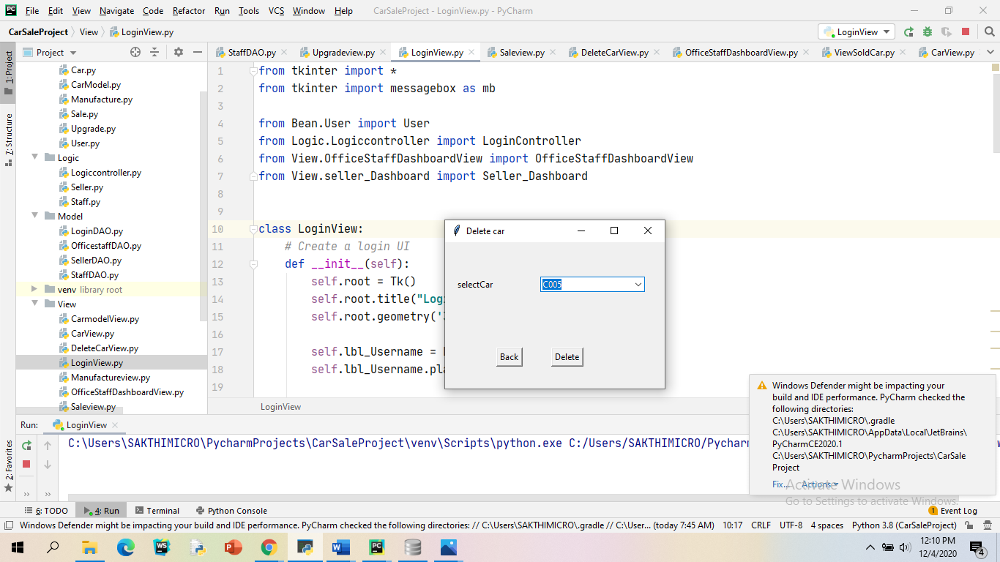 File Edit View Navigate Code Refactor Run Tools VCS Window Help CarSaleProject - LoginView.py - PyCharm
CarSaleProject View LoginView.py LoginView
1: Project
Project
StaffDAO.py Upgradeview.py LoginView.py Saleview.py DeleteCarView.py OfficeStaffDashboardView.py ViewSoldCar.py CarView.py
Car.py
CarModel.py
Manufacture.py
Sale.py
Upgrade.py
User.py
Logic
Logiccontroller.py
Seller.py
Staff.py
Model
LoginDAO.py
OfficestaffDAO.py
SellerDAO.py
StaffDAO.py
venv library root
View
CarmodelView.py
CarView.py
DeleteCarView.py
LoginView.py
Manufactureview.py
OfficeStaffDashboardView.py
Saleview.py
7: Structure
2: Favorites
1 from tkinter import *
2 from tkinter import messagebox as mb
3
4 from Bean.User import User
5 from Logic.Logiccontroller import LoginController
6 from View.OfficeStaffDashboardView import OfficeStaffDashboardView
7 from View.seller_Dashboard import Seller_Dashboard
8
9
10 class LoginView:
11 # Create a login UI
12 def __init__(self):
13 self.root = Tk()
14 self.root.title("Logi
15 self.root.geometry('
16
17 self.lbl_Username =
18 self.lbl_Username.pla
19
LoginView
Delete car
selectCar C005
Back Delete
Run: LoginView
C:\Users\SAKTHIMICRO\PycharmProjects\CarSaleProject\venv\Scripts\python.exe C:/Users/SAKTHIMICRO/Pycharm
Windows Defender might be impacting your
build and IDE performance. PyCharm checked the
following directories:
C:\Users\SAKTHIMICRO\.gradle
C:\Users\SAKTHIMICRO\AppData\Local\JetBrains\
PyCharmCE2020.1
C:\Users\SAKTHIMICRO\PycharmProjects\CarSale
Project
Fix... Actions
Activate Windows
Go to Settings to activate Windows.
6: TODO 4: Run Terminal Python Console 1 Event Log
Windows Defender might be impacting your build and IDE performance. PyCharm checked the following directories: // C:\Users\SAKTHIMICRO\.gradle // C:\User... (today 7:45 AM) 10:17 CRLF UTF-8 4 spaces Python 3.8 (CarSaleProject)
12:10 PM
12/4/2020
4